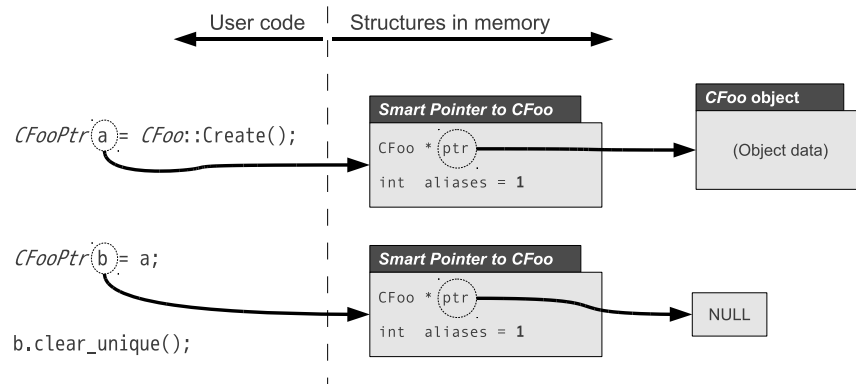 User code
Structures in memory
CFooPtr a = CFoo::Create();
Smart Pointer to CFoo
CFoo * ptr
int aliases = 1
CFoo object
(Object data)
CFooPtr b = a;
b.clear_unique();
Smart Pointer to CFoo
CFoo * ptr
int aliases = 1
NULL